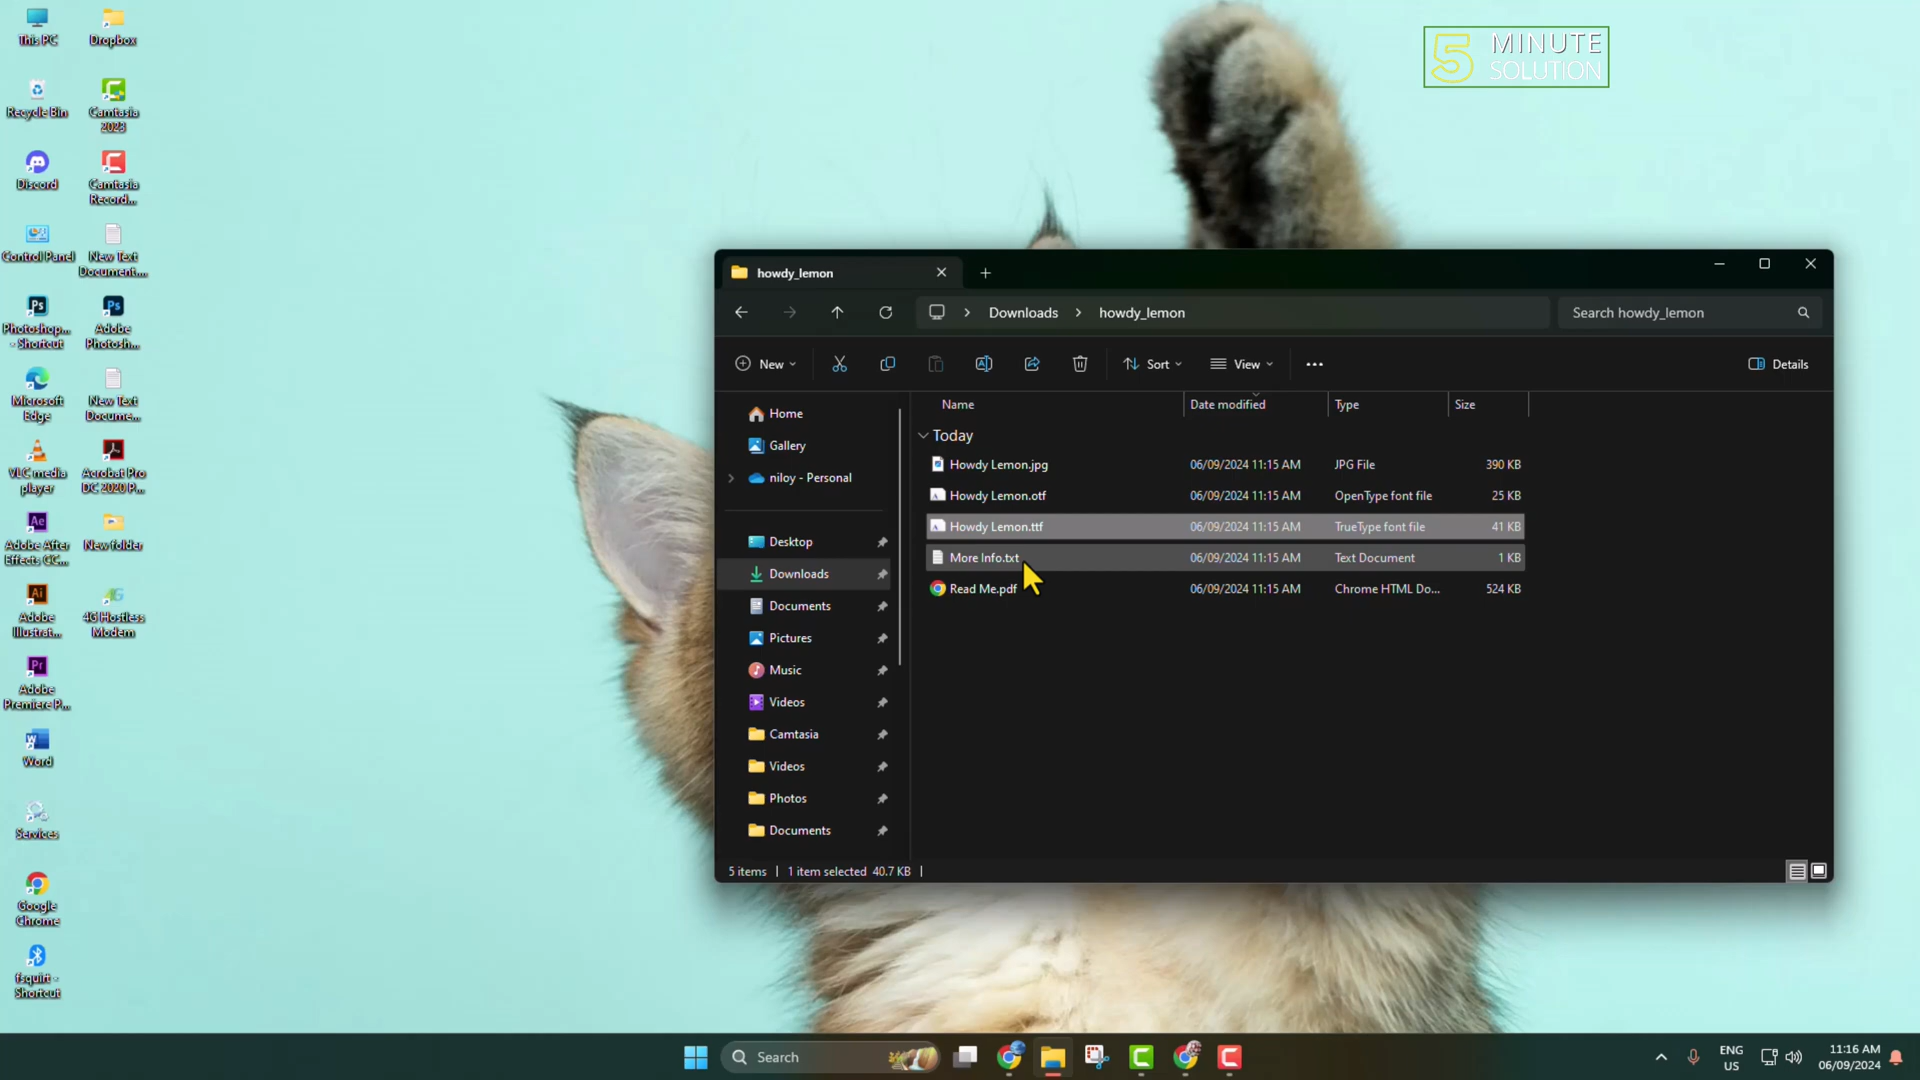 This PC
Dropbox
Recycle Bin
Camtasia
2023
Discord
Camtasia
Record...
Control Panel
New Text
Document....
Photoshop...
- Shortcut
Adobe
Photosh...
Microsoft
Edge
New Text
Docume...
VLC media
player
Acrobat Pro
DC 2020 P...
Adobe After
Effects CC...
New folder
Adobe
Illustrat...
4G Hostless
Modem
Adobe
Premiere P...
Word
Services
Google
Chrome
fsquirt -
Shortcut
5 MINUTE
SOLUTION
howdy_lemon
Downloads > howdy_lemon
Search howdy_lemon
New
Sort
View
Details
Home
Gallery
niloy - Personal
Desktop
Downloads
Documents
Pictures
Music
Videos
Camtasia
Videos
Photos
Documents
Name Date modified Type Size
Today
Howdy Lemon.jpg 06/09/2024 11:15 AM JPG File 390 KB
Howdy Lemon.otf 06/09/2024 11:15 AM OpenType font file 25 KB
Howdy Lemon.ttf 06/09/2024 11:15 AM TrueType font file 41 KB
More Info.txt 06/09/2024 11:15 AM Text Document 1 KB
Read Me.pdf 06/09/2024 11:15 AM Chrome HTML Do... 524 KB
5 items | 1 item selected 40.7 KB |
Search
ENG
US
11:16 AM
06/09/2024